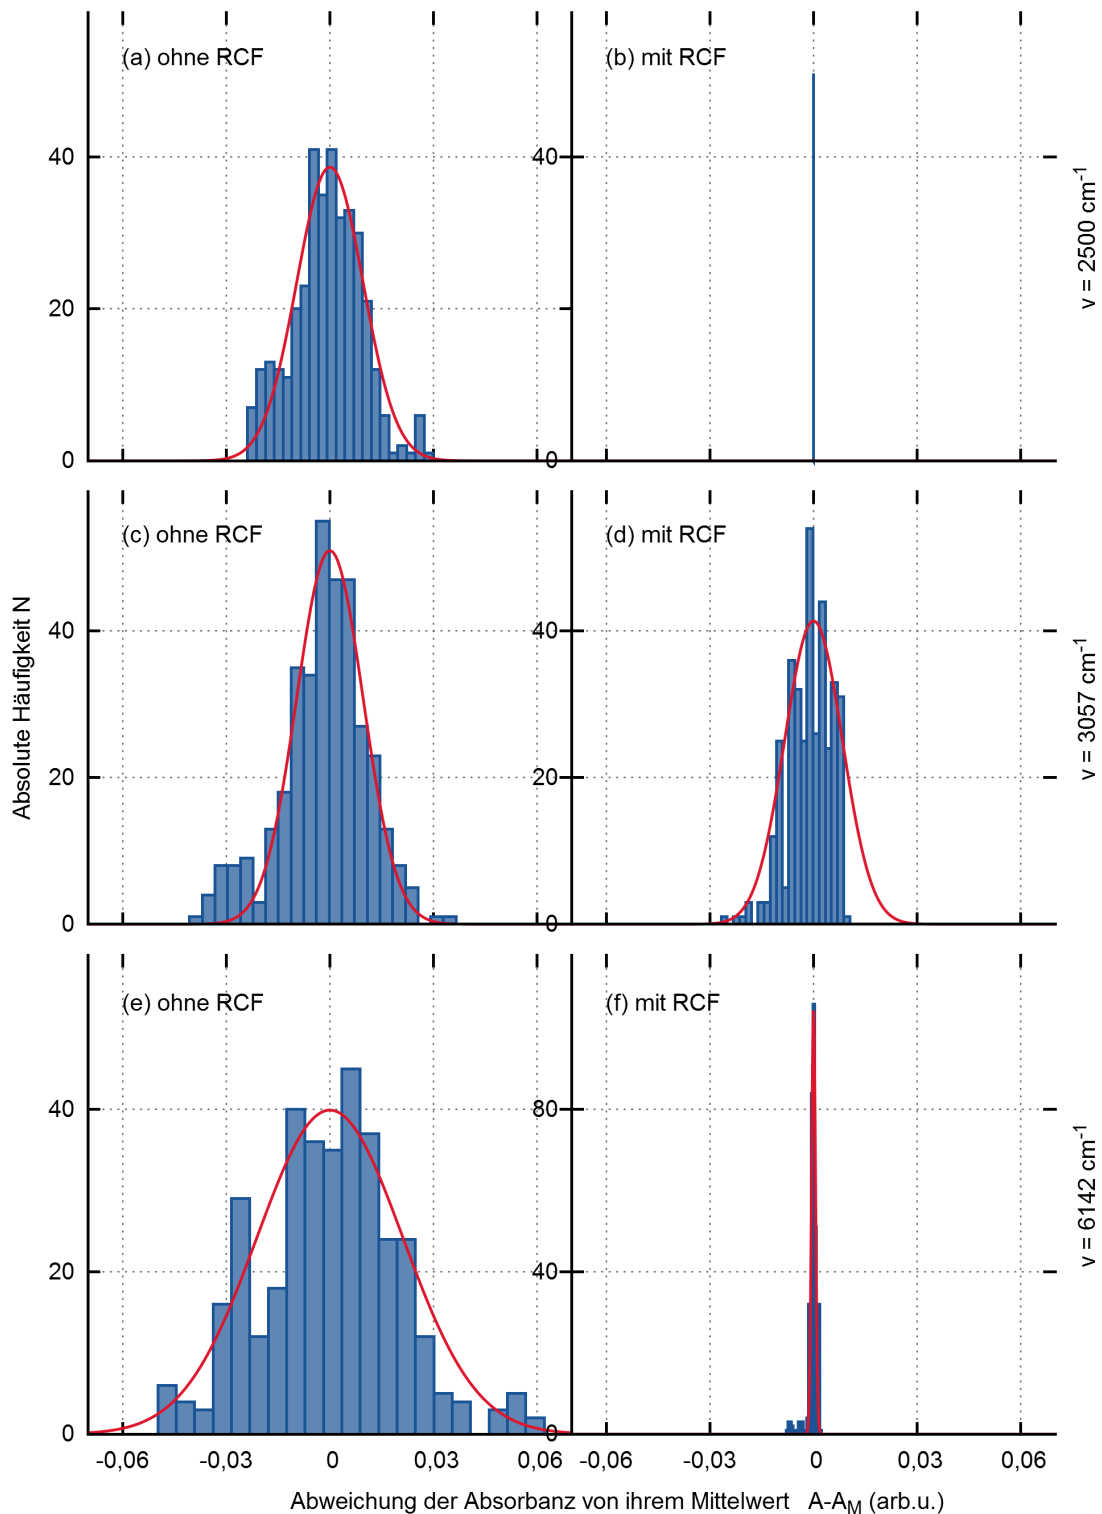 (a) ohne RCF
(b) mit RCF
40
20
0
40
20
0
ν = 2500 cm⁻¹
(c) ohne RCF
(d) mit RCF
40
20
0
40
20
0
ν = 3057 cm⁻¹
Absolute Häufigkeit N
(e) ohne RCF
(f) mit RCF
40
20
0
80
40
0
ν = 6142 cm⁻¹
-0,06 -0,03 0 0,03 0,06 -0,06 -0,03 0 0,03 0,06
Abweichung der Absorbanz von ihrem Mittelwert A-A_M (arb.u.)